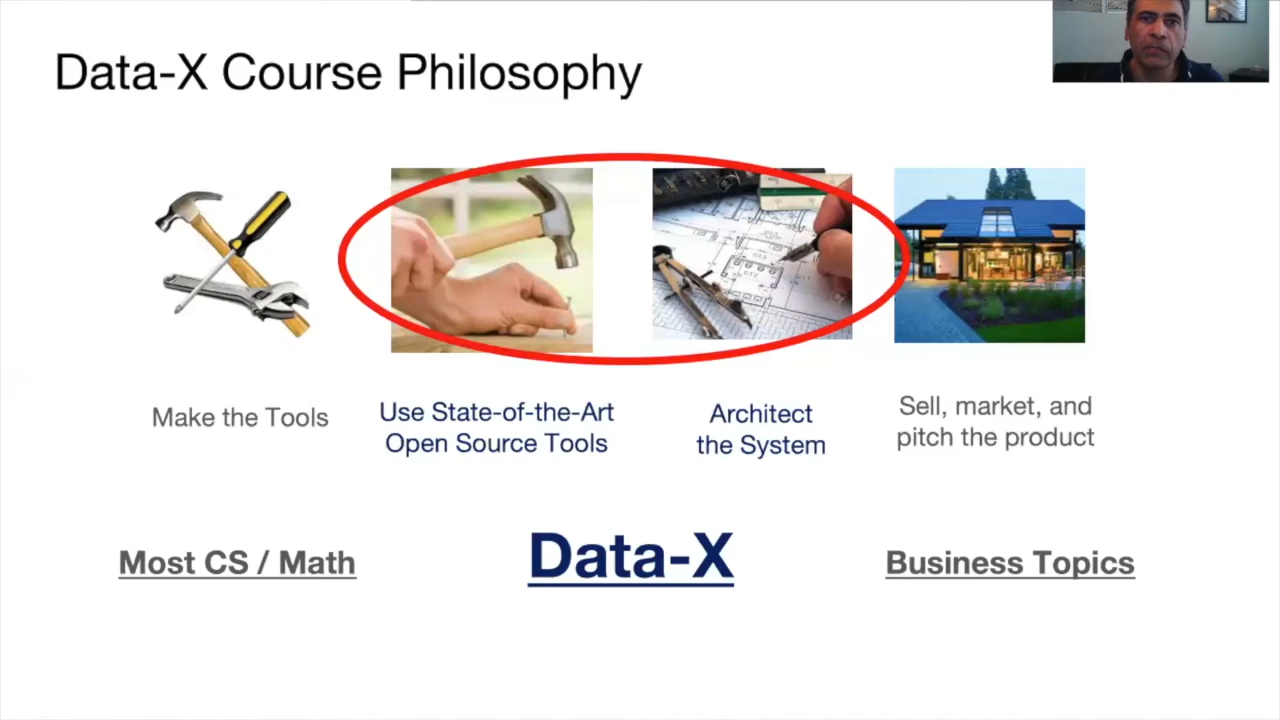 Data-X Course Philosophy
Make the Tools
Use State-of-the-Art
Open Source Tools
Architect
the System
Sell, market, and
pitch the product
Most CS / Math
Data-X
Business Topics